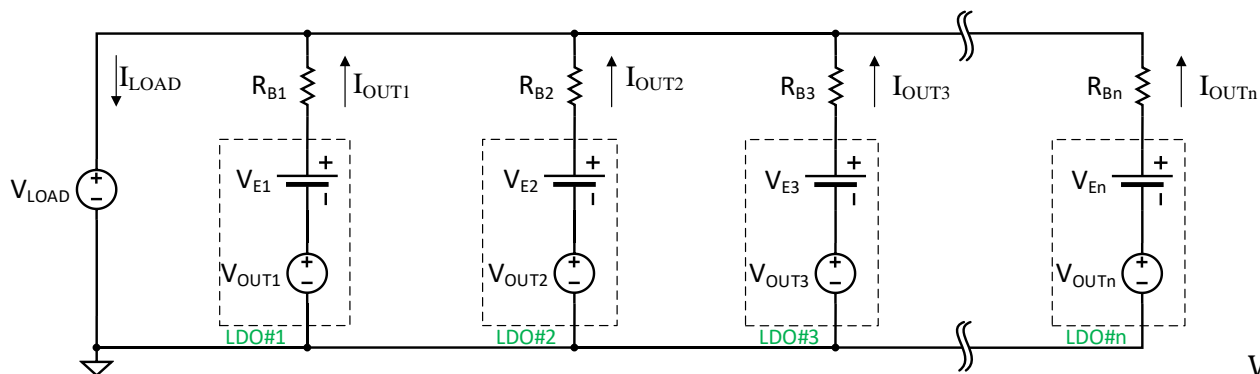 I_LOAD
R_B1
I_OUT1
R_B2
I_OUT2
R_B3
I_OUT3
R_Bn
I_OUTn
V_LOAD
+
−
V_E1
+
−
V_E2
+
−
V_E3
+
−
V_En
+
−
V_OUT1
+
−
V_OUT2
+
−
V_OUT3
+
−
V_OUTn
+
−
LDO#1
LDO#2
LDO#3
LDO#n
V